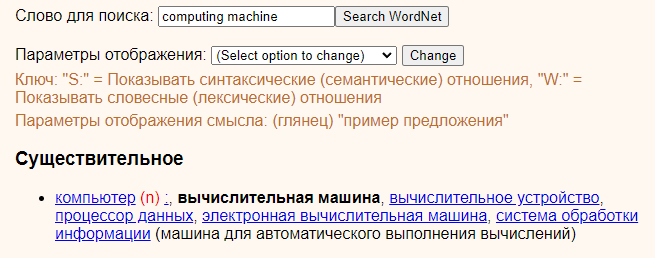 Слово для поиска: computing machine Search WordNet
Параметры отображения: (Select option to change) Change
Ключ: "S:" = Показывать синтаксические (семантические) отношения, "W:" =
Показывать словесные (лексические) отношения
Параметры отображения смысла: (глянец) "пример предложения"
Существительное
• компьютер (n) :, вычислительная машина, вычислительное устройство,
процессор данных, электронная вычислительная машина, система обработки
информации (машина для автоматического выполнения вычислений)